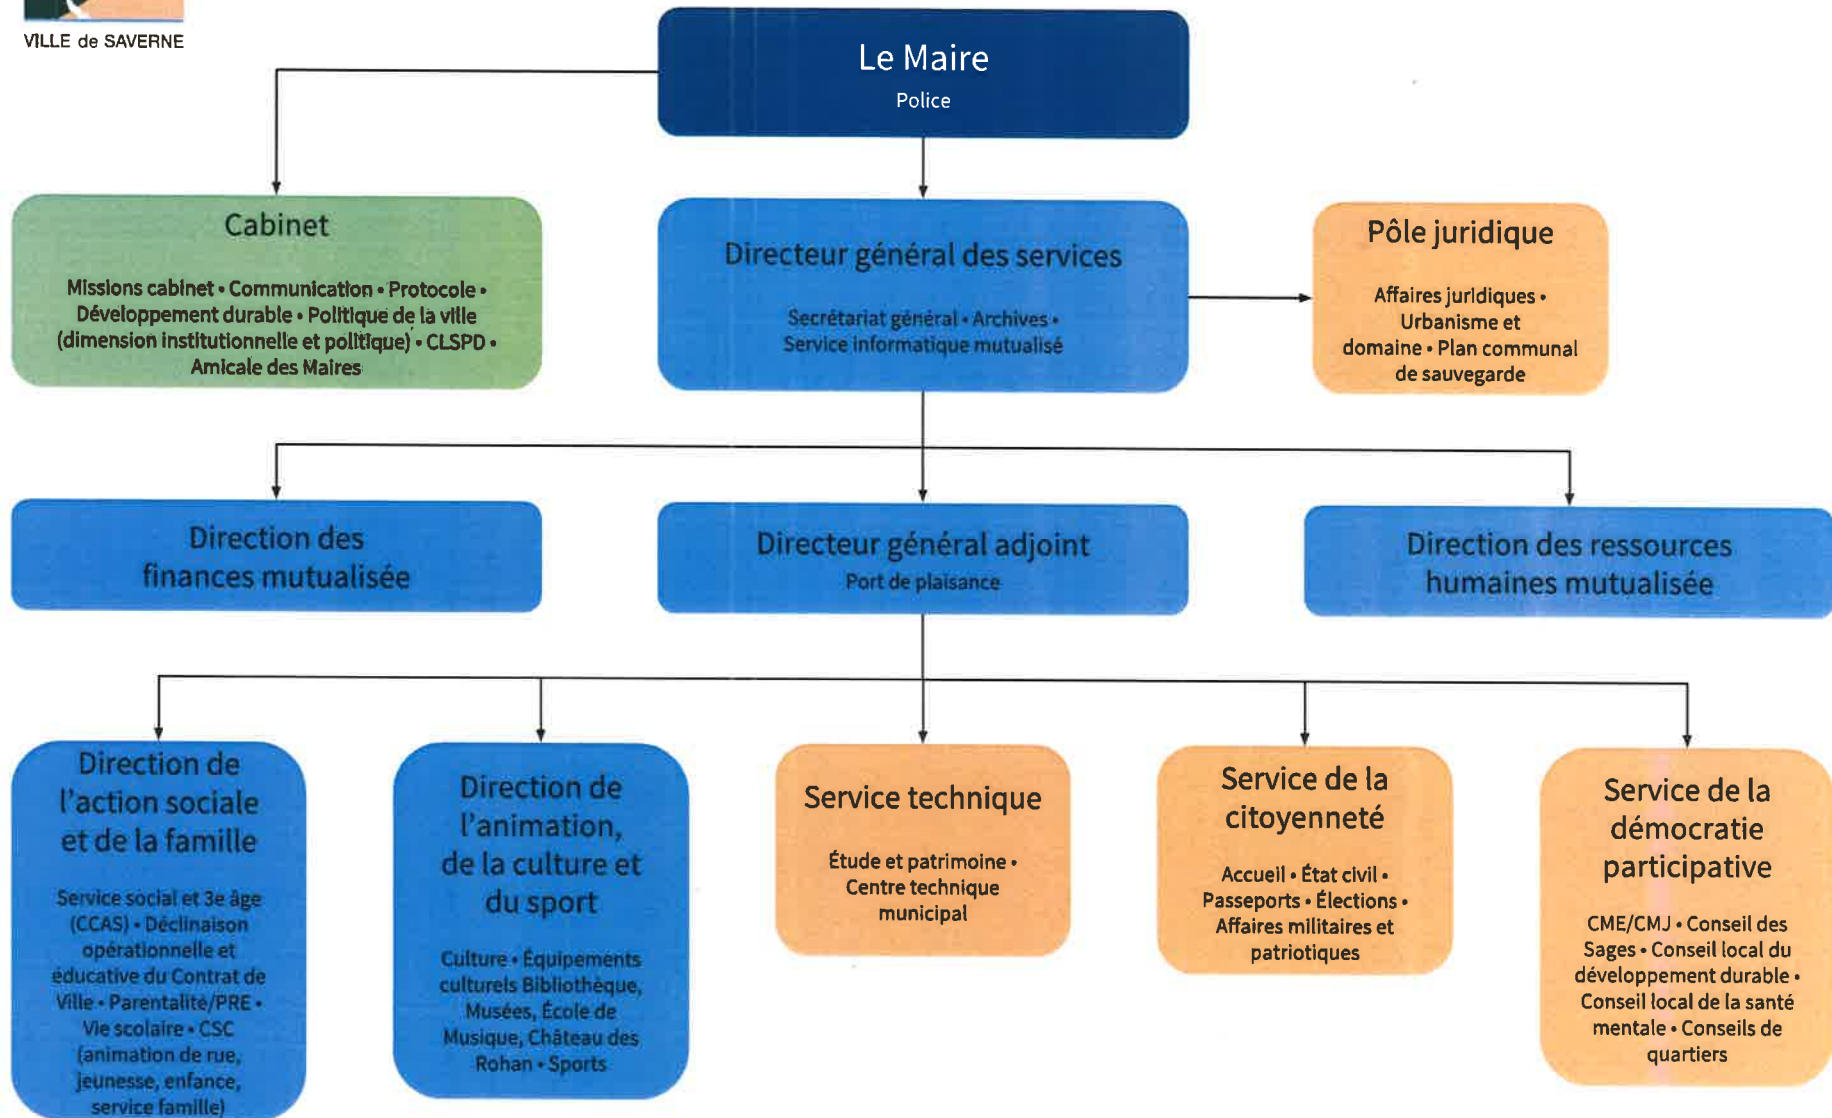 VILLE de SAVERNE
Le Maire
Police
Cabinet
Missions cabinet • Communication • Protocole •
Développement durable • Politique de la ville
(dimension institutionnelle et politique) • CLSPD •
Amicale des Maires
Directeur général des services
Secrétariat général • Archives •
Service informatique mutualisé
Pôle juridique
Affaires juridiques •
Urbanisme et
domaine • Plan communal
de sauvegarde
Direction des
finances mutualisée
Directeur général adjoint
Port de plaisance
Direction des ressources
humaines mutualisée
Direction de
l'action sociale
et de la famille
Service social et 3e âge
(CCAS) • Déclinaison
opérationnelle et
éducative du Contrat de
Ville • Parentalité/PRE •
Vie scolaire • CSC
(animation de rue,
jeunesse, enfance,
service famille)
Direction de
l'animation,
de la culture et
du sport
Culture • Équipements
culturels Bibliothèque,
Musées, École de
Musique, Château des
Rohan • Sports
Service technique
Étude et patrimoine •
Centre technique
municipal
Service de la
citoyenneté
Accueil • État civil •
Passeports • Élections •
Affaires militaires et
patriotiques
Service de la
démocratie
participative
CME/CMJ • Conseil des
Sages • Conseil local du
développement durable •
Conseil local de la santé
mentale • Conseils de
quartiers